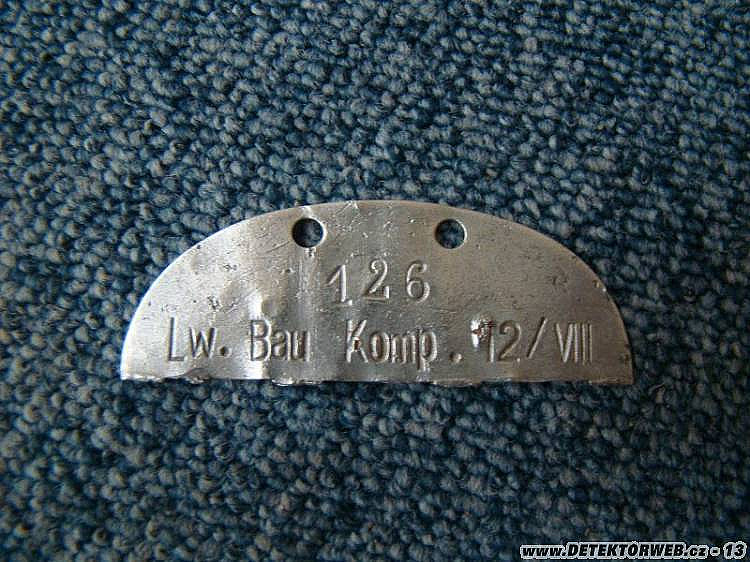 126
Lw. Bau Komp. 12/VIII
www.DETEKTORWEB.cz - 13